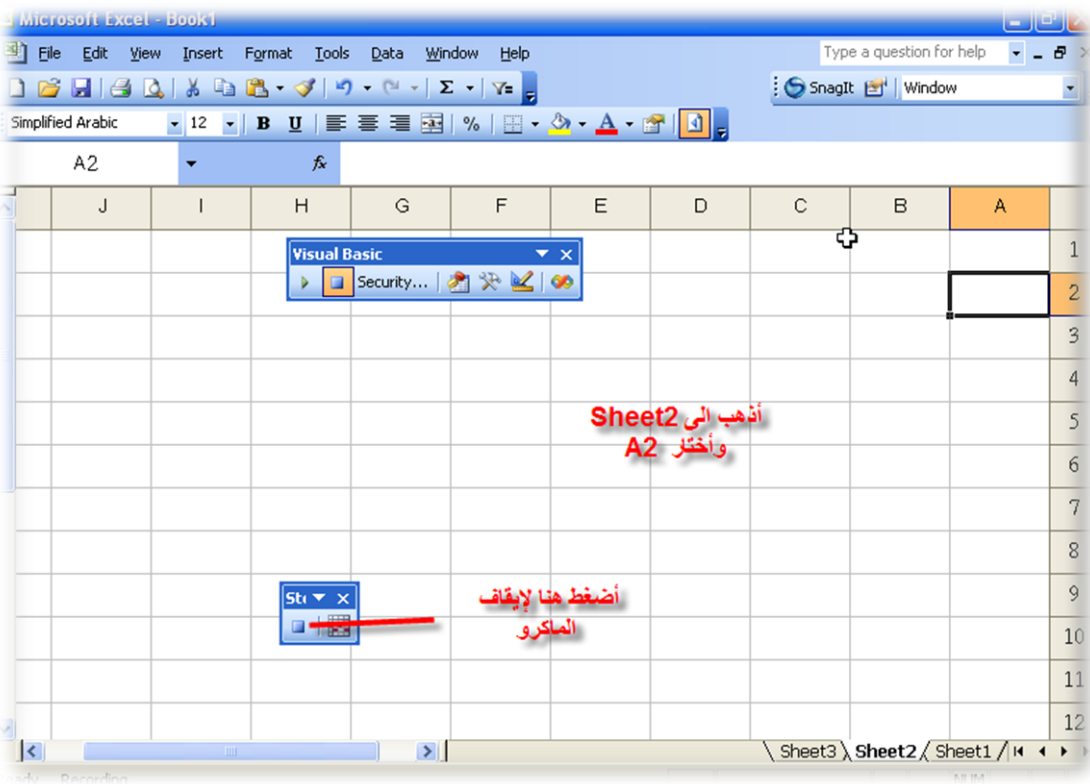 Microsoft Excel - Book1
File Edit View Insert Format Tools Data Window Help
Type a question for help
SnagIt Window
Simplified Arabic 12 B U %
A2 fx
J I H G F E D C B A
1
Visual Basic
Security...
2
3
4
أذهب الى Sheet2
5
وأختار A2
6
7
8
أضغط هنا لإيقاف
9
الماكرو
10
11
12
Sheet3 Sheet2 Sheet1
Recording NUM